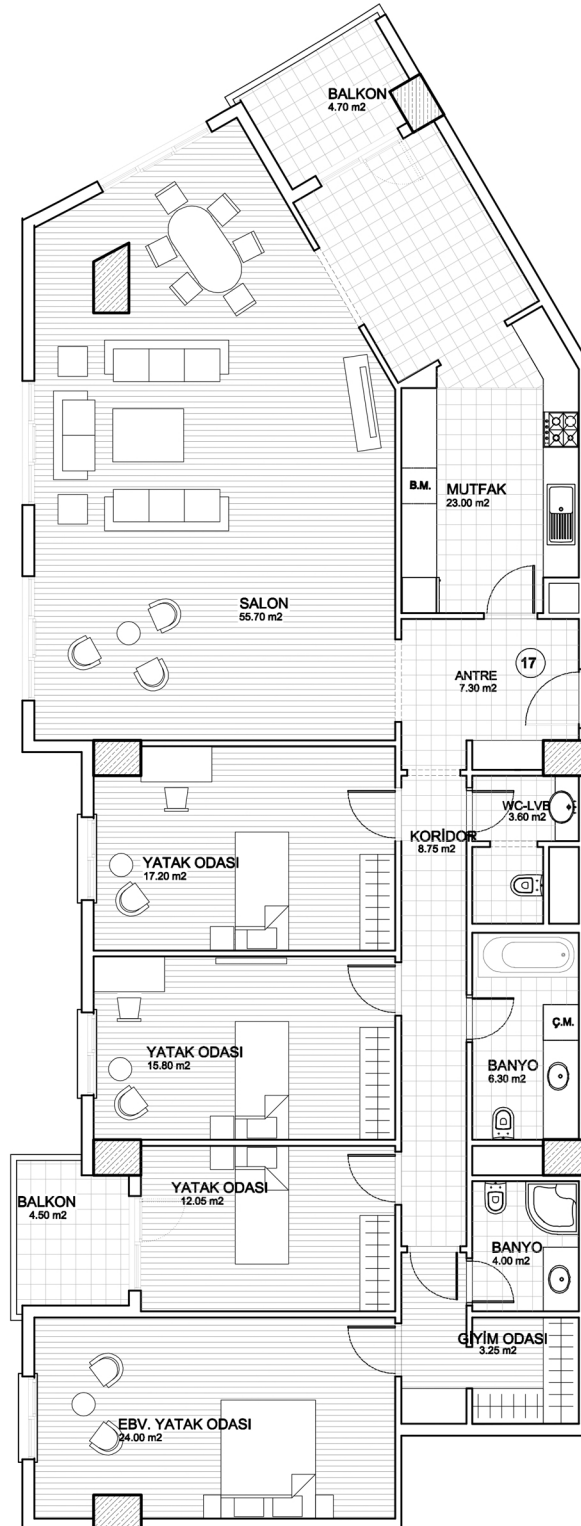 BALKON
4.70 m2
B.M.
MUTFAK
23.00 m2
SALON
55.70 m2
ANTRE
7.30 m2
17
WC-LVB
3.60 m2
KORİDOR
8.75 m2
YATAK ODASI
17.20 m2
YATAK ODASI
15.80 m2
Ç.M.
BANYO
6.30 m2
YATAK ODASI
12.05 m2
BALKON
4.50 m2
BANYO
4.00 m2
GİYİM ODASI
3.25 m2
EBV. YATAK ODASI
24.00 m2